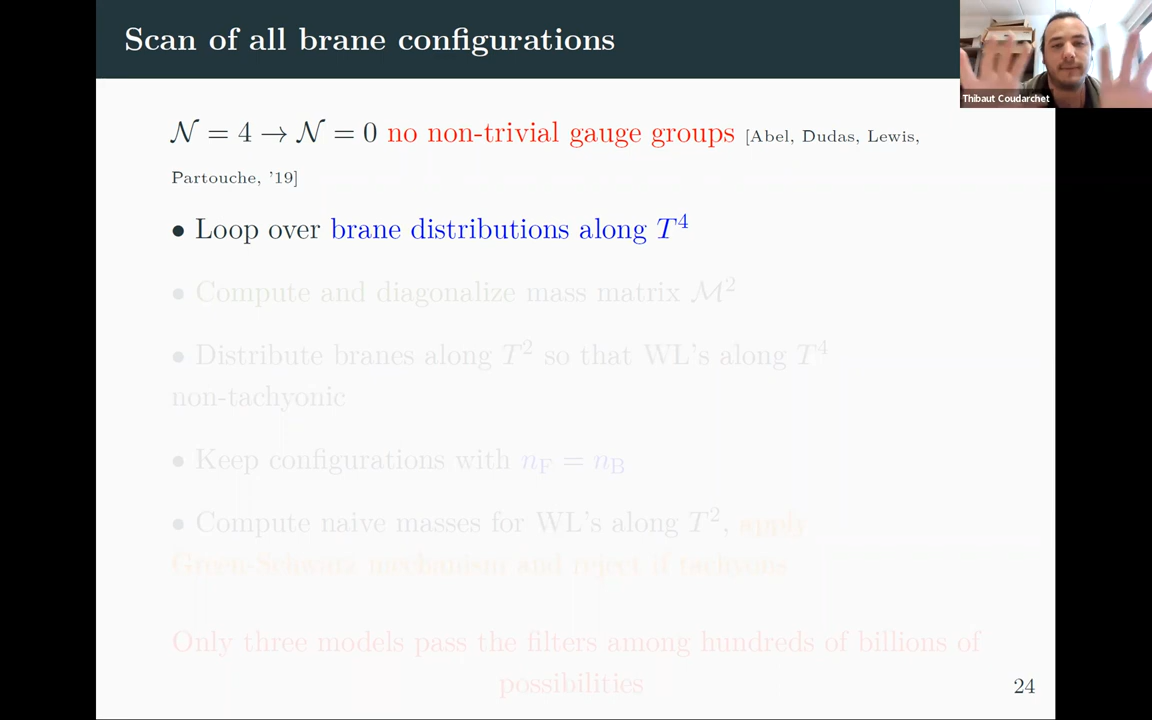 Scan of all brane configurations
Thibaut Coudarchet
𝒩 = 4 → 𝒩 = 0 no non-trivial gauge groups [Abel, Dudas, Lewis,
Partouche, '19]
• Loop over brane distributions along T⁴
• Compute and diagonalize mass matrix ℳ²
• Distribute branes along T² so that WL's along T⁴
non-tachyonic
• Keep configurations with n_F = n_B
• Compute naive masses for WL's along T², apply
Green-Schwarz mechanism and reject if tachyons
Only three models pass the filters among hundreds of billions of
possibilities
24